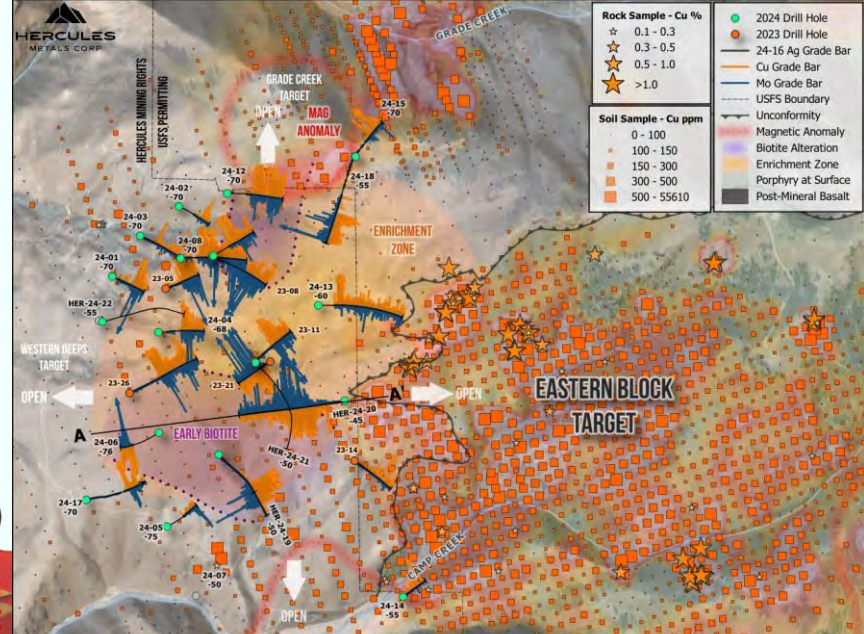 HERCULES
METALS CORP
HERCULES MINING RIGHTS
USFS PERMITTING
GRADE CREEK
GRADE CREEK
TARGET
OPEN
MAG
ANOMALY
24-15
-70
24-12
-70
24-18
-55
24-02
-70
24-03
-70
24-08
-70
ENRICHMENT
ZONE
24-01
-70
23-05
23-08
24-13
-60
HER-24-22
-55
24-04
-68
23-11
WESTERN DEEPS
TARGET
OPEN
23-26
23-21
OPEN
EASTERN BLOCK
TARGET
A
A'
HER-24-20
-45
EARLY BIOTITE
24-06
-76
HER-24-21
-50
23-14
24-17
-70
24-05
-75
HER-24-19
-50
24-07
-50
OPEN
CAMP CREEK
24-14
-55
Rock Sample - Cu %
0.1 - 0.3
0.3 - 0.5
0.5 - 1.0
>1.0
Soil Sample - Cu ppm
0 - 100
100 - 150
150 - 300
300 - 500
500 - 55610
2024 Drill Hole
2023 Drill Hole
24-16 Ag Grade Bar
Cu Grade Bar
Mo Grade Bar
USFS Boundary
Unconformity
Magnetic Anomaly
Biotite Alteration
Enrichment Zone
Porphyry at Surface
Post-Mineral Basalt